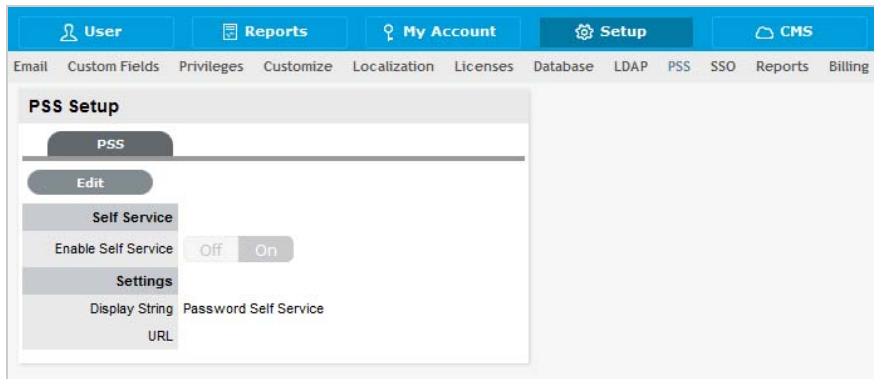 User Reports My Account Setup CMS
Email Custom Fields Privileges Customize Localization Licenses Database LDAP PSS SSO Reports Billing
PSS Setup
PSS
Edit
Self Service
Enable Self Service Off On
Settings
Display String Password Self Service
URL